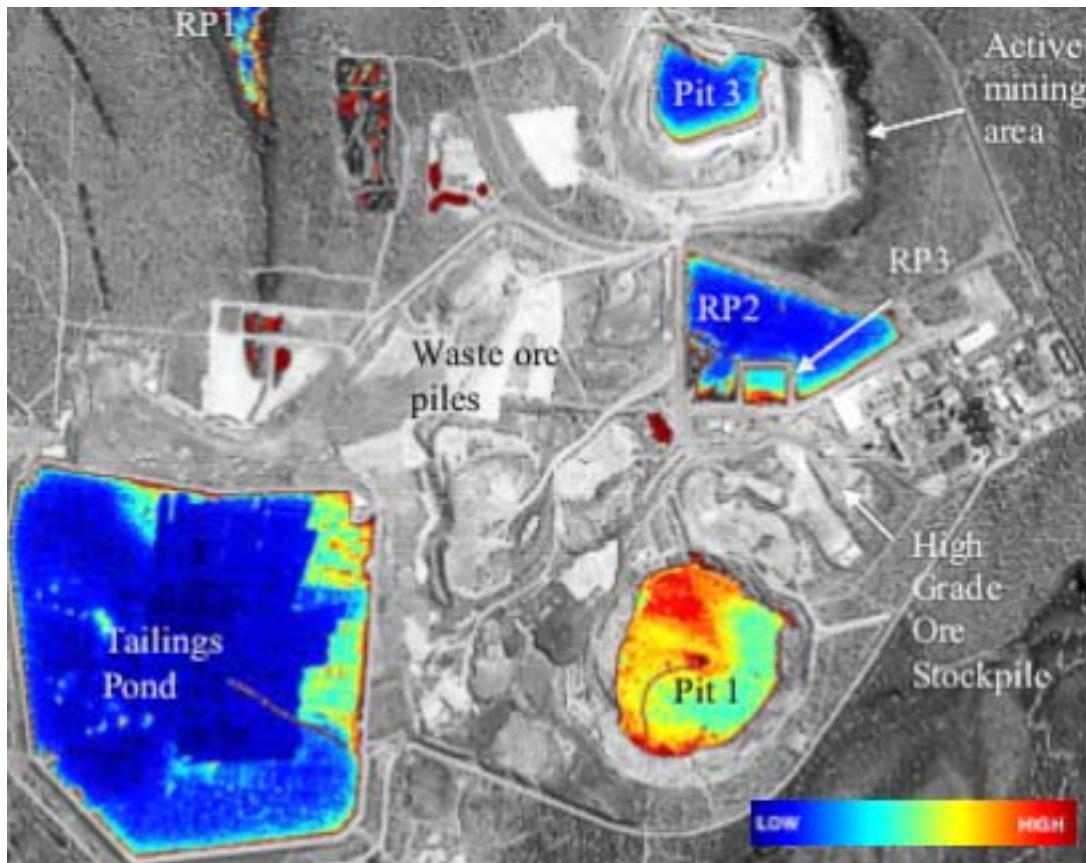 RP1
Pit 3
Active
mining
area
RP3
RP2
Waste ore
piles
High
Grade
Ore
Stockpile
Tailings
Pond
Pit 1
LOW
HIGH